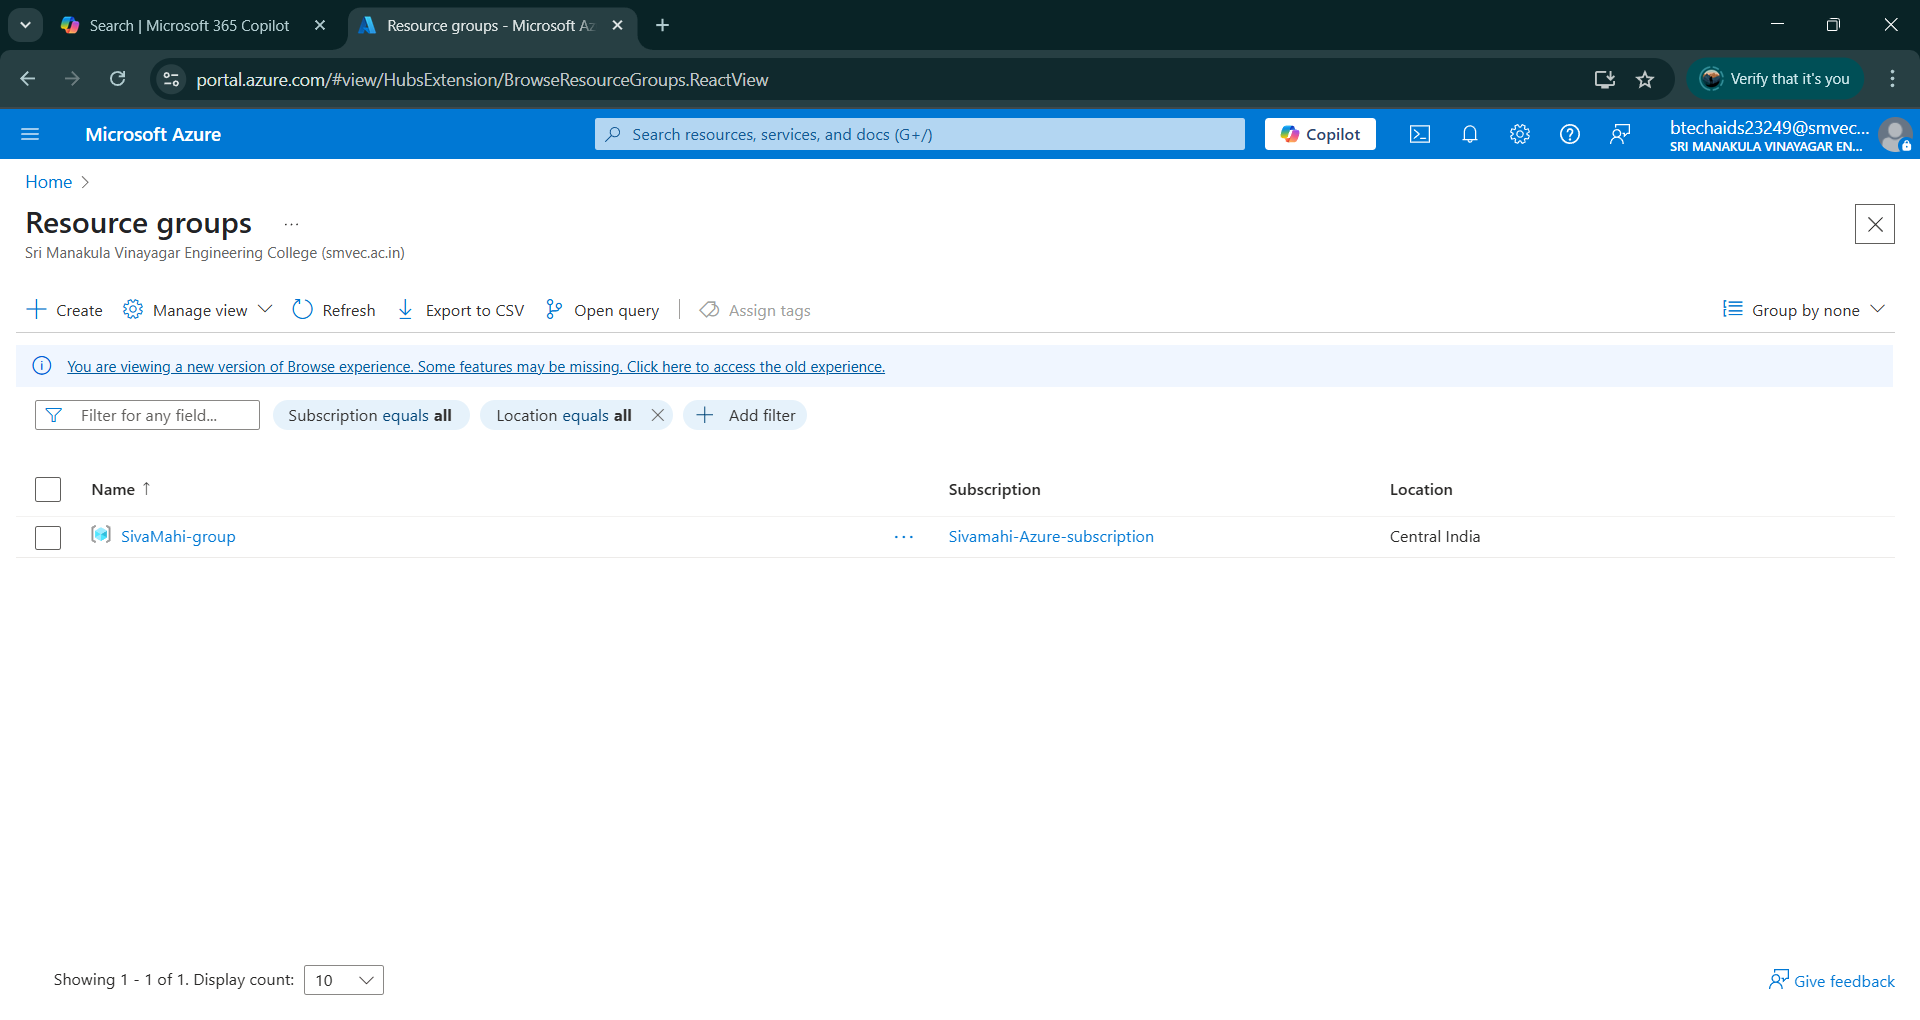 Search | Microsoft 365 Copilot
Resource groups - Microsoft Az
portal.azure.com/#view/HubsExtension/BrowseResourceGroups.ReactView
Verify that it's you
Microsoft Azure
Search resources, services, and docs (G+/)
Copilot
btechaids23249@smvec...
SRI MANAKULA VINAYAGAR EN...
Home
Resource groups ...
Sri Manakula Vinayagar Engineering College (smvec.ac.in)
Create
Manage view
Refresh
Export to CSV
Open query
Assign tags
Group by none
You are viewing a new version of Browse experience. Some features may be missing. Click here to access the old experience.
Filter for any field...
Subscription equals all
Location equals all
Add filter
Name ↑
Subscription
Location
SivaMahi-group
...
Sivamahi-Azure-subscription
Central India
Showing 1 - 1 of 1. Display count: 10
Give feedback